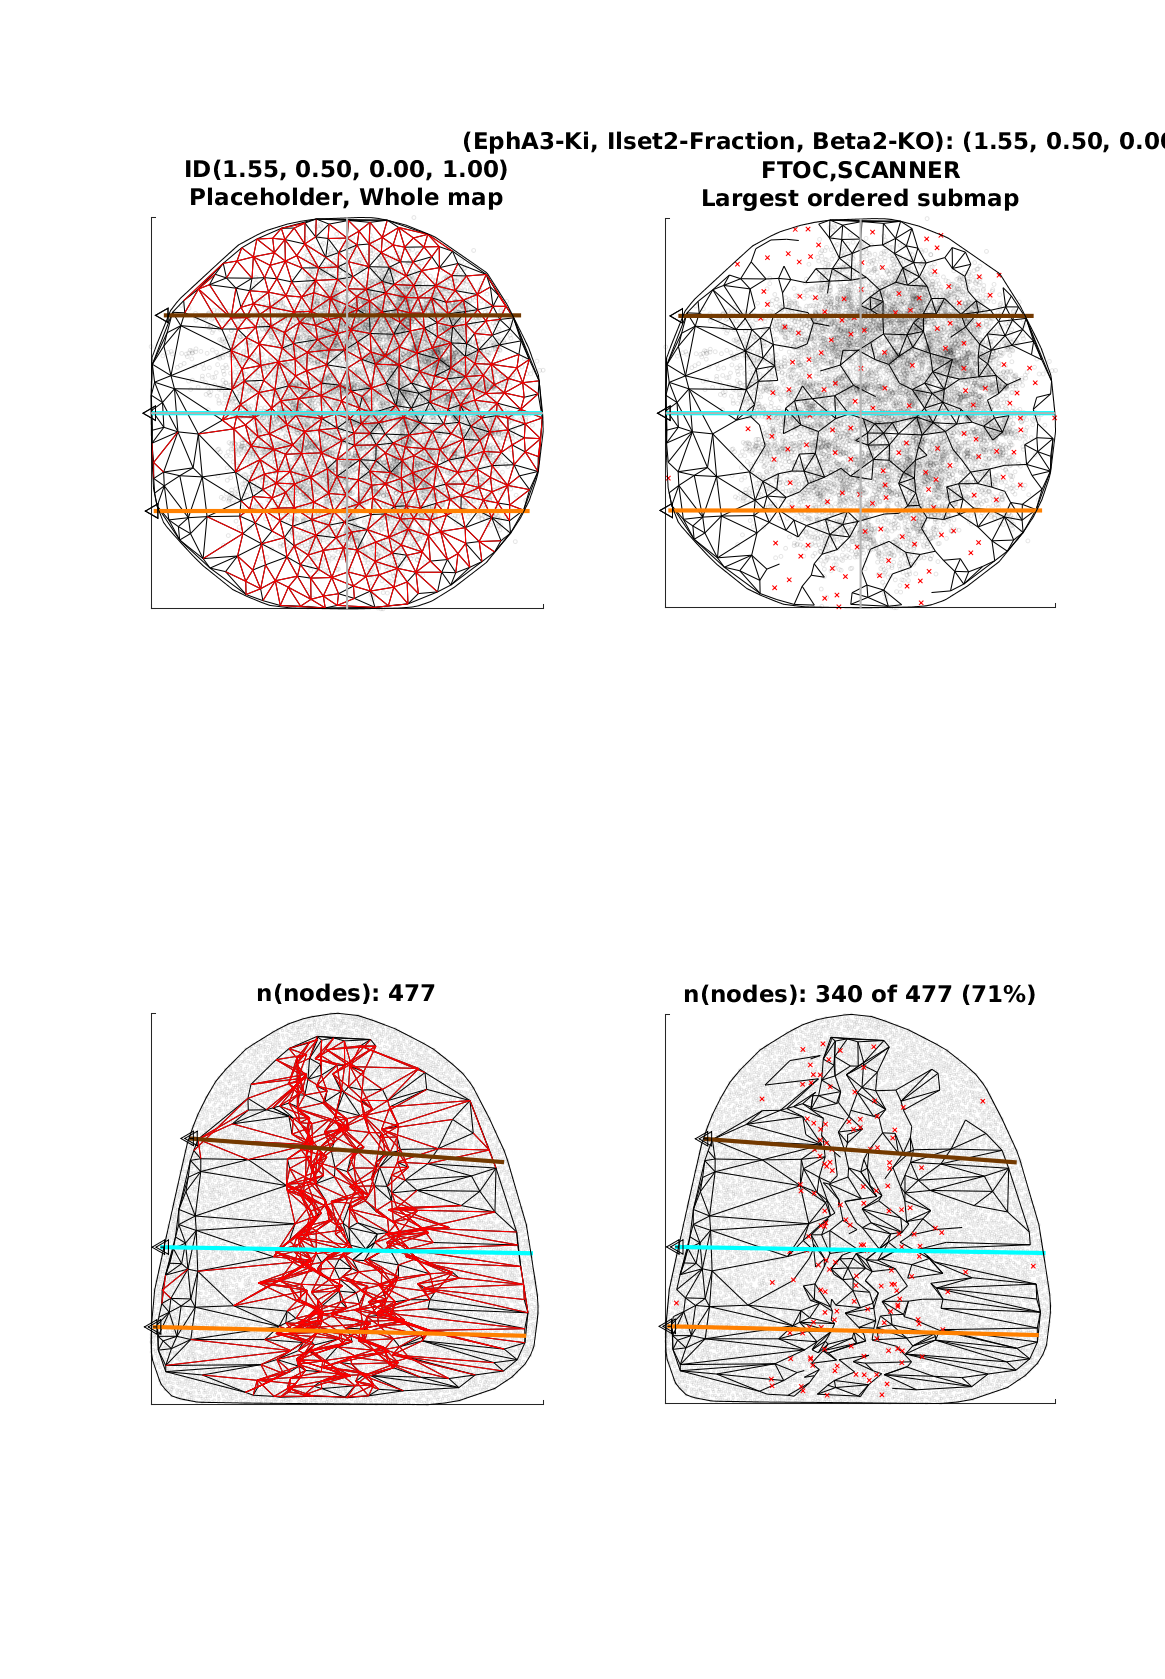 (EphA3-Ki, Ilset2-Fraction, Beta2-KO): (1.55, 0.50, 0.00
ID(1.55, 0.50, 0.00, 1.00)
Placeholder, Whole map
FTOC,SCANNER
Largest ordered submap
n(nodes): 477
n(nodes): 340 of 477 (71%)